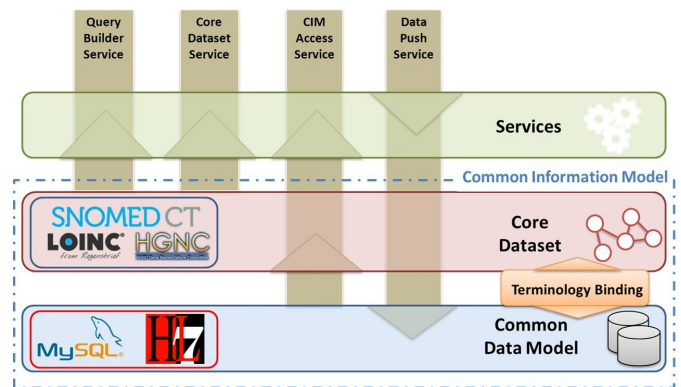 Query
Builder
Service
Core
Dataset
Service
CIM
Access
Service
Data
Push
Service
Services
Common Information Model
SNOMED CT
LOINC®
HGNC
from Regenstrief
Core
Dataset
Terminology Binding
MySQL®
HL7
Common
Data Model